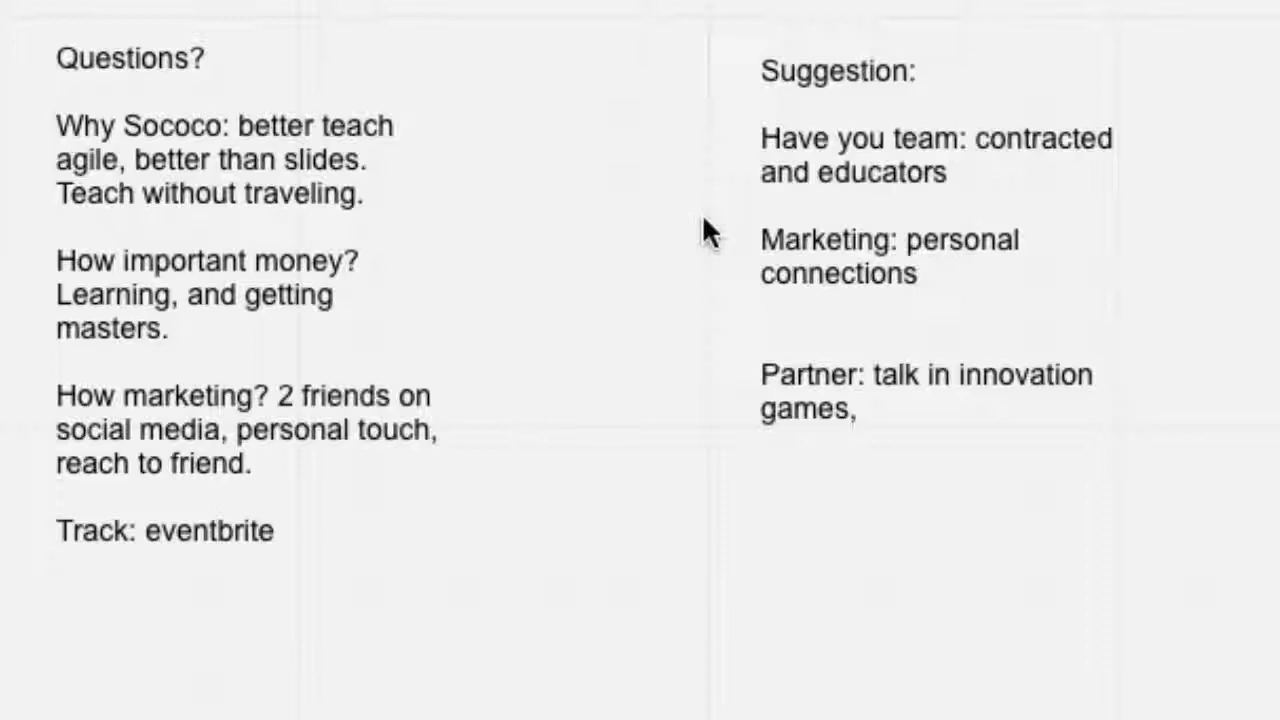 Questions?
Why Sococo: better teach
agile, better than slides.
Teach without traveling.
How important money?
Learning, and getting
masters.
How marketing? 2 friends on
social media, personal touch,
reach to friend.
Track: eventbrite
Suggestion:
Have you team: contracted
and educators
Marketing: personal
connections
Partner: talk in innovation
games,